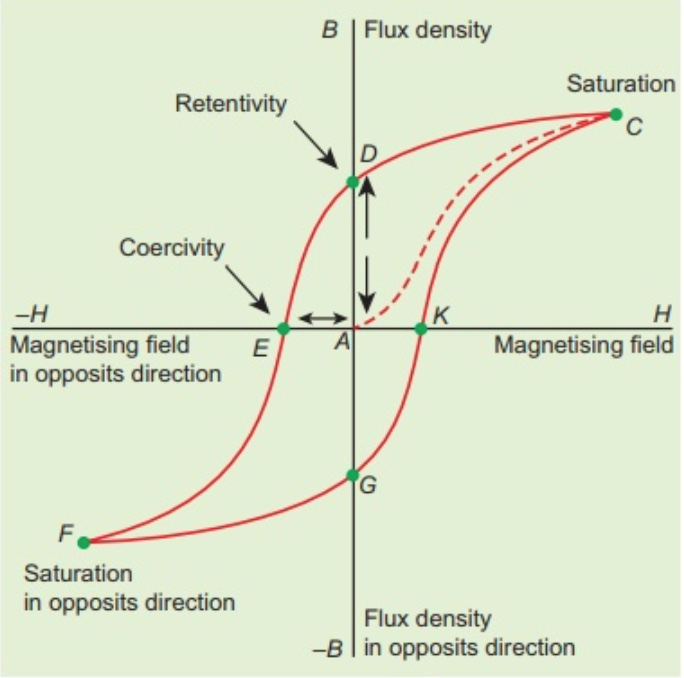 B Flux density
Saturation
Retentivity
C
D
Coercivity
–H
K
H
Magnetising field
in opposits direction
E
A
Magnetising field
G
F
Saturation
in opposits direction
Flux density
–B in opposits direction